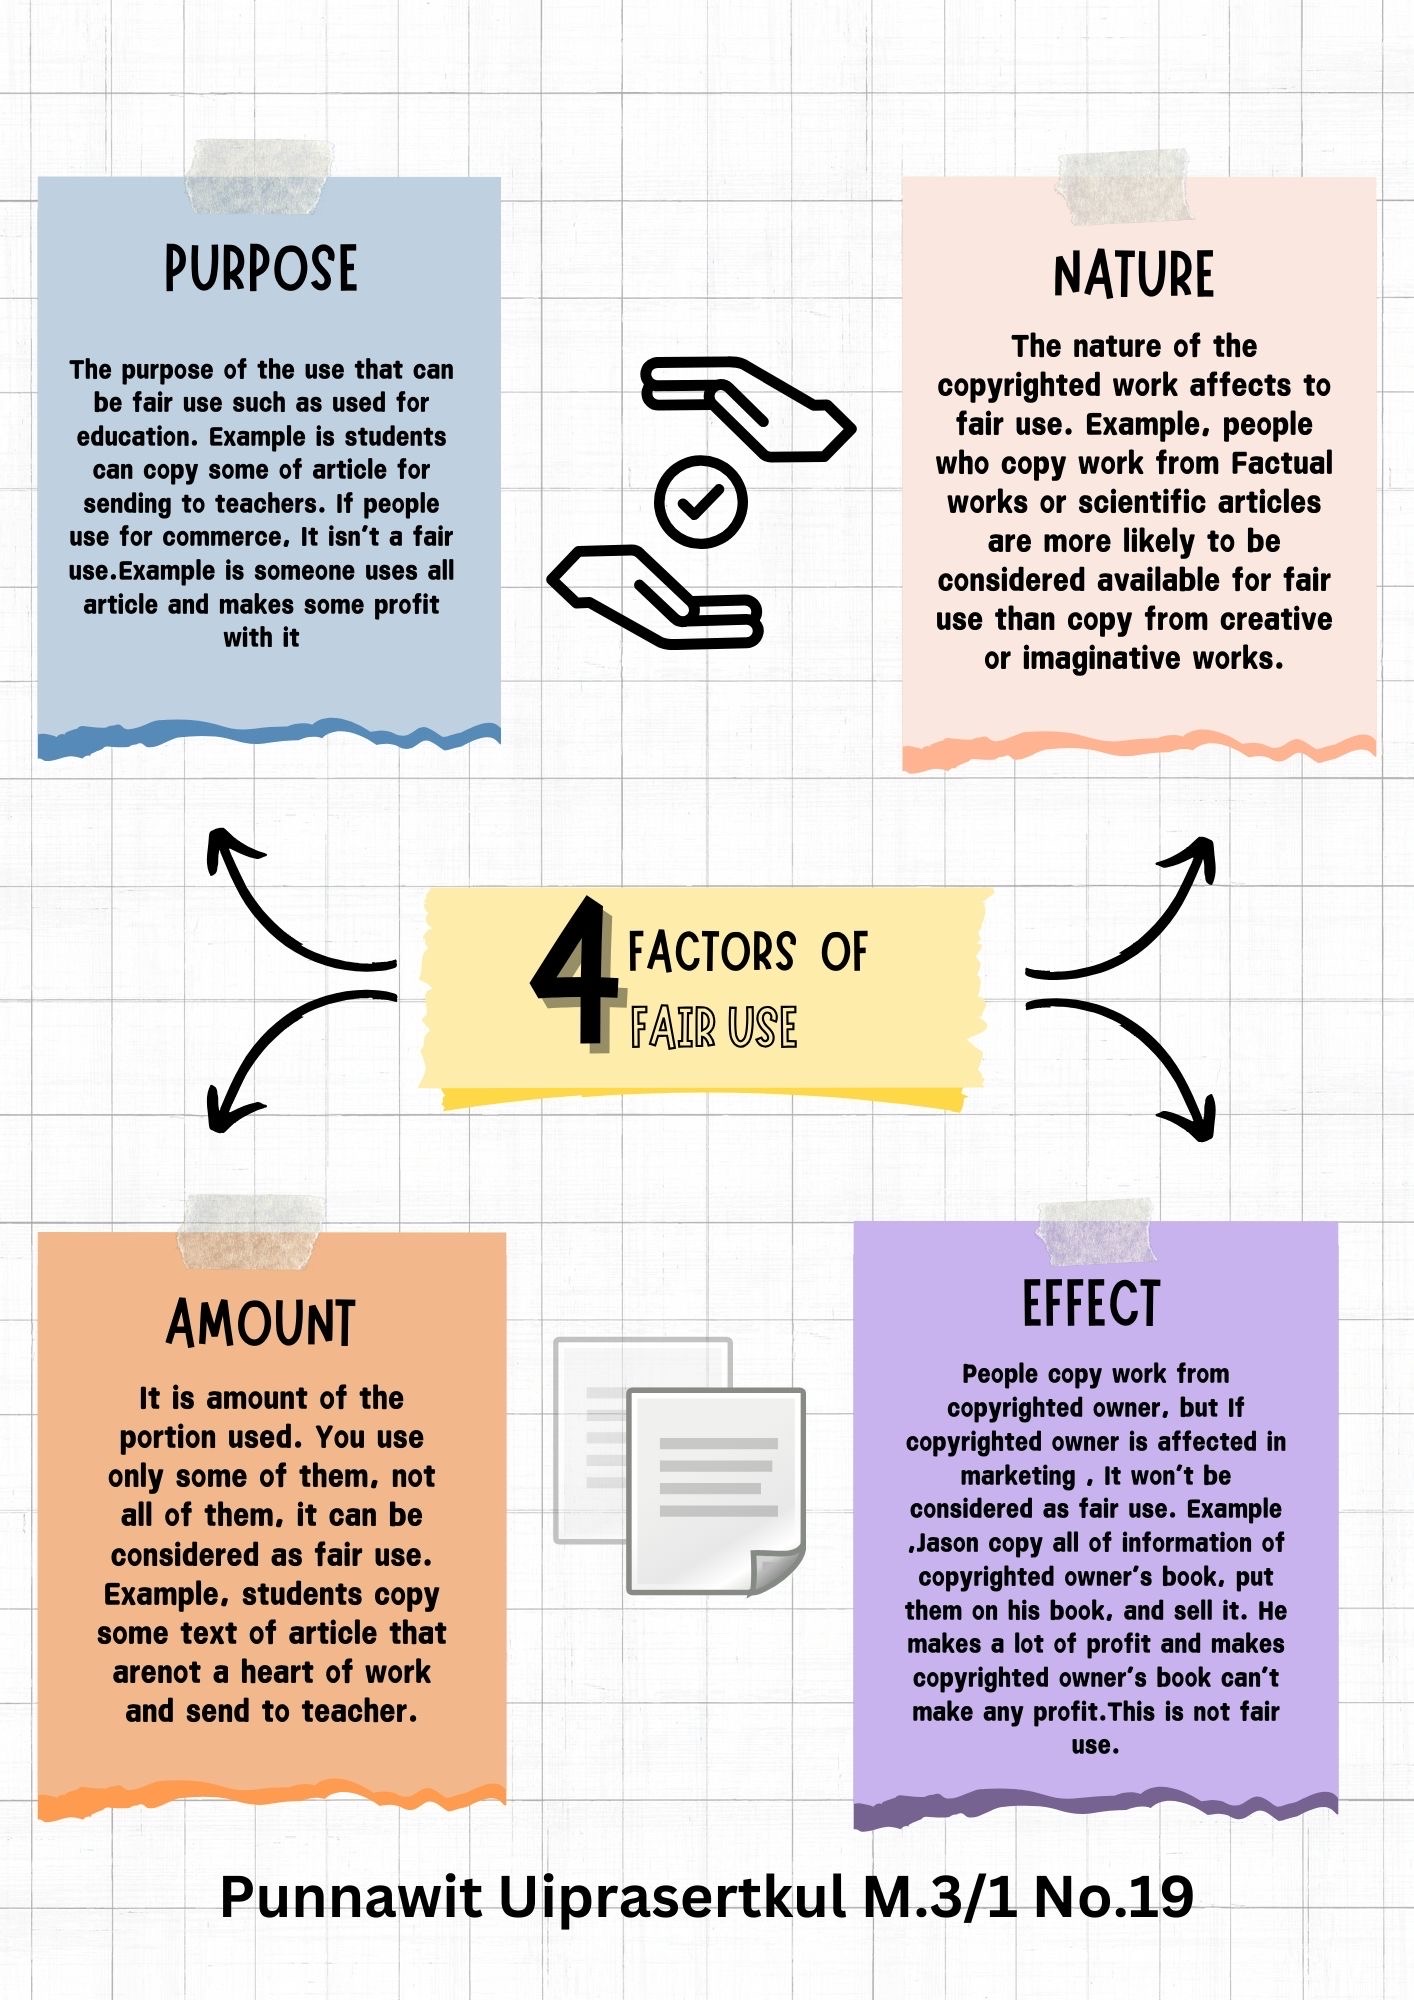 PURPOSE
The purpose of the use that can
be fair use such as used for
education. Example is students
can copy some of article for
sending to teachers. If people
use for commerce, It isn't a fair
use.Example is someone uses all
article and makes some profit
with it
NATURE
The nature of the
copyrighted work affects to
fair use. Example, people
who copy work from Factual
works or scientific articles
are more likely to be
considered available for fair
use than copy from creative
or imaginative works.
4 FACTORS OF
FAIR USE
AMOUNT
It is amount of the
portion used. You use
only some of them, not
all of them, it can be
considered as fair use.
Example, students copy
some text of article that
arenot a heart of work
and send to teacher.
EFFECT
People copy work from
copyrighted owner, but If
copyrighted owner is affected in
marketing , It won't be
considered as fair use. Example
,Jason copy all of information of
copyrighted owner's book, put
them on his book, and sell it. He
makes a lot of profit and makes
copyrighted owner's book can't
make any profit.This is not fair
use.
Punnawit Uiprasertkul M.3/1 No.19